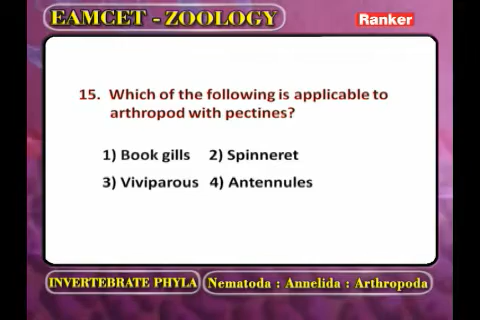 EAMCET - ZOOLOGY
Ranker
15. Which of the following is applicable to
arthropod with pectines?
1) Book gills 2) Spinneret
3) Viviparous 4) Antennules
INVERTEBRATE PHYLA
Nematoda : Annelida : Arthropoda